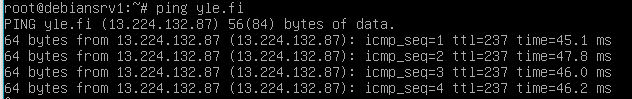 root@debiansrv1:~# ping yle.fi
PING yle.fi (13.224.132.87) 56(84) bytes of data.
64 bytes from 13.224.132.87 (13.224.132.87): icmp_seq=1 ttl=237 time=45.1 ms
64 bytes from 13.224.132.87 (13.224.132.87): icmp_seq=2 ttl=237 time=47.8 ms
64 bytes from 13.224.132.87 (13.224.132.87): icmp_seq=3 ttl=237 time=46.0 ms
64 bytes from 13.224.132.87 (13.224.132.87): icmp_seq=4 ttl=237 time=46.2 ms